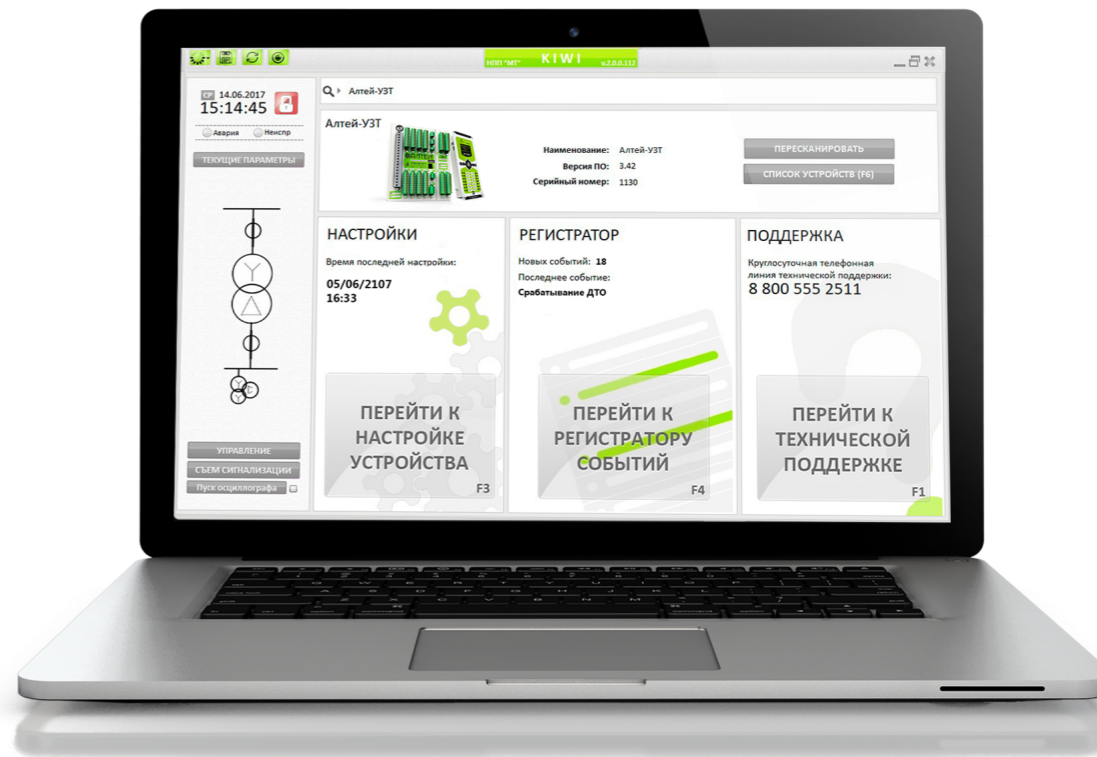 НПП "МТ" KIWI v.2.0.0.112
СР 14.06.2017
15:14:45
Авария Неиспр
ТЕКУЩИЕ ПАРАМЕТРЫ
УПРАВЛЕНИЕ
СЪЕМ СИГНАЛИЗАЦИИ
Пуск осциллографа
Алтей-УЗТ
Алтей-УЗТ
Наименование: Алтей-УЗТ
Версия ПО: 3.42
Серийный номер: 1130
ПЕРЕСКАНИРОВАТЬ
СПИСОК УСТРОЙСТВ (F6)
НАСТРОЙКИ
Время последней настройки:
05/06/2107
16:33
ПЕРЕЙТИ К
НАСТРОЙКЕ
УСТРОЙСТВА
F3
РЕГИСТРАТОР
Новых событий: 18
Последнее событие:
Срабатывание ДТО
ПЕРЕЙТИ К
РЕГИСТРАТОРУ
СОБЫТИЙ
F4
ПОДДЕРЖКА
Круглосуточная телефонная
линия технической поддержки:
8 800 555 2511
ПЕРЕЙТИ К
ТЕХНИЧЕСКОЙ
ПОДДЕРЖКЕ
F1